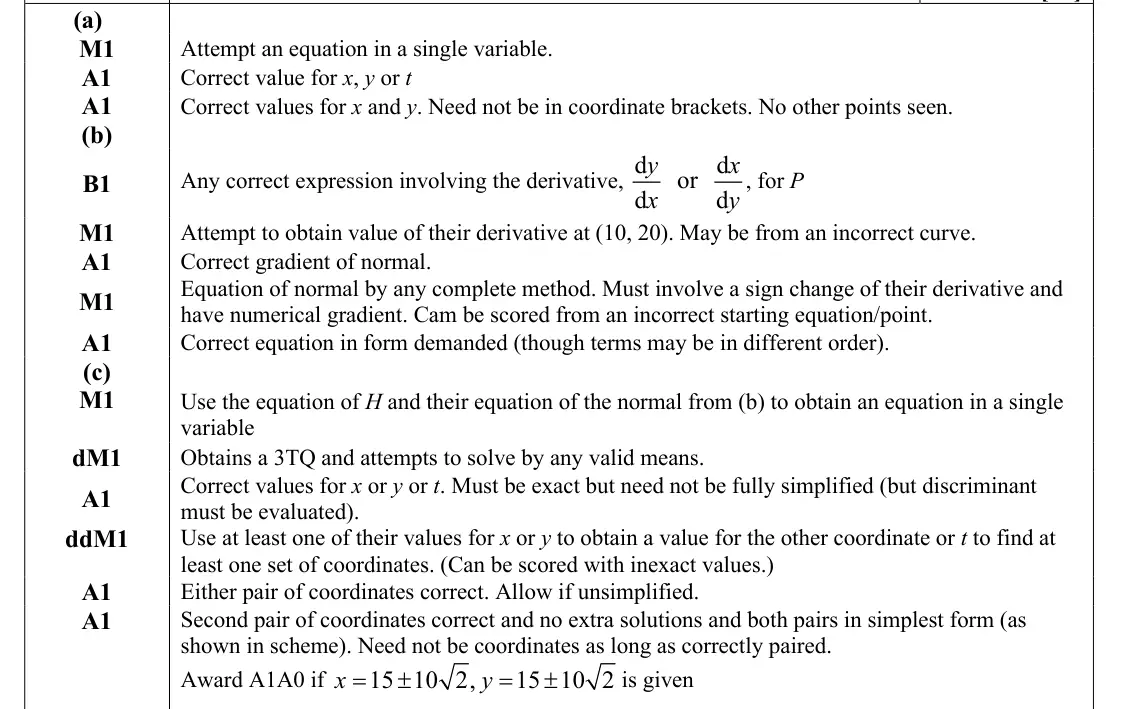 (a)
M1 Attempt an equation in a single variable.
A1 Correct value for x, y or t
A1 Correct values for x and y. Need not be in coordinate brackets. No other points seen.
(b)
B1 Any correct expression involving the derivative, dy/dx or dx/dy, for P
M1 Attempt to obtain value of their derivative at (10, 20). May be from an incorrect curve.
A1 Correct gradient of normal.
M1 Equation of normal by any complete method. Must involve a sign change of their derivative and
have numerical gradient. Cam be scored from an incorrect starting equation/point.
A1 Correct equation in form demanded (though terms may be in different order).
(c)
M1 Use the equation of H and their equation of the normal from (b) to obtain an equation in a single
variable
dM1 Obtains a 3TQ and attempts to solve by any valid means.
A1 Correct values for x or y or t. Must be exact but need not be fully simplified (but discriminant
must be evaluated).
ddM1 Use at least one of their values for x or y to obtain a value for the other coordinate or t to find at
least one set of coordinates. (Can be scored with inexact values.)
A1 Either pair of coordinates correct. Allow if unsimplified.
A1 Second pair of coordinates correct and no extra solutions and both pairs in simplest form (as
shown in scheme). Need not be coordinates as long as correctly paired.
Award A1A0 if x = 15 ± 10√2, y = 15 ± 10√2 is given